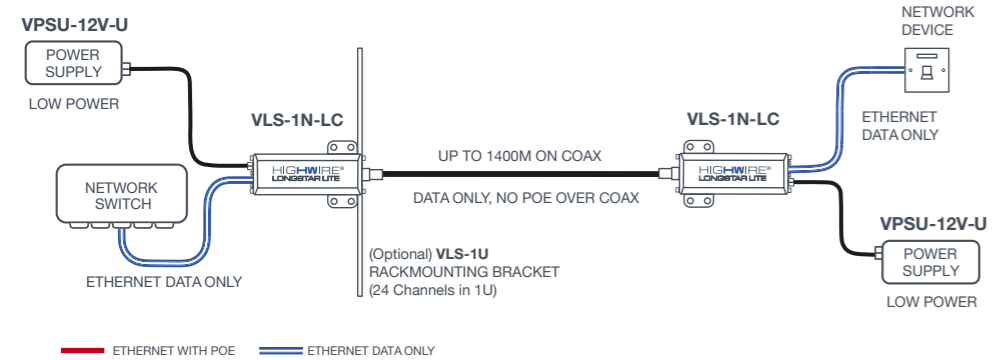 VPSU-12V-U
POWER
SUPPLY
LOW POWER
NETWORK
SWITCH
ETHERNET DATA ONLY
VLS-1N-LC
HIGHWIRE®
LONGSTAR LITE
UP TO 1400M ON COAX
DATA ONLY, NO POE OVER COAX
(Optional) VLS-1U
RACKMOUNTING BRACKET
(24 Channels in 1U)
VLS-1N-LC
HIGHWIRE®
LONGSTAR LITE
NETWORK
DEVICE
ETHERNET
DATA ONLY
VPSU-12V-U
POWER
SUPPLY
LOW POWER
ETHERNET WITH POE
ETHERNET DATA ONLY